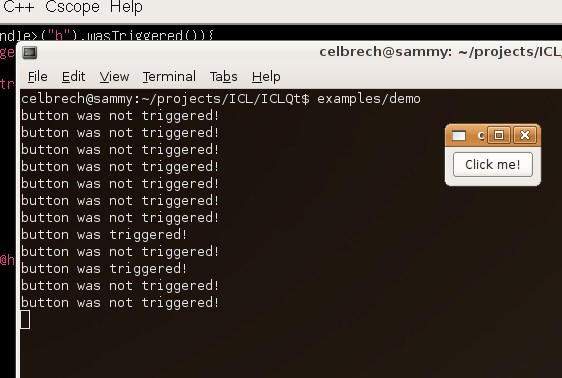 C++ Cscope Help
ndle>("h").wasTriggered()){
ge
celbrech@sammy: ~/projects/ICL/
tr
File Edit View Terminal Tabs Help
celbrech@sammy:~/projects/ICL/ICLQt$ examples/demo
button was not triggered!
button was not triggered!
button was not triggered!
button was not triggered!
button was not triggered!
button was not triggered!
button was not triggered!
button was triggered!
button was not triggered!
button was triggered!
button was not triggered!
button was not triggered!
@h
c
Click me!